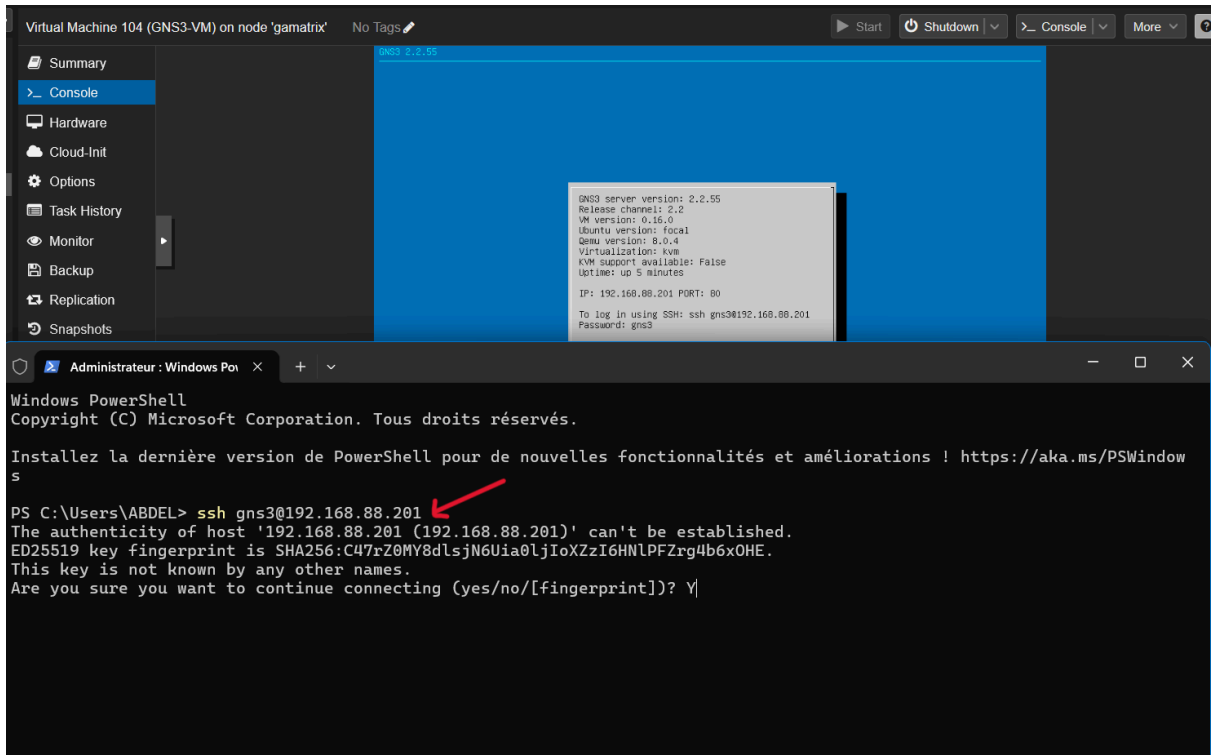 Virtual Machine 104 (GNS3-VM) on node 'gamatrix' No Tags Start Shutdown Console More
Summary
Console
Hardware
Cloud-Init
Options
Task History
Monitor
Backup
Replication
Snapshots
GNS3 2.2.55
GNS3 server version: 2.2.55
Release channel: 2.2
VM version: 0.16.0
Ubuntu version: focal
Qemu version: 8.0.4
Virtualization: kvm
KVM support available: False
Uptime: up 5 minutes
IP: 192.168.88.201 PORT: 80
To log in using SSH: ssh gns3@192.168.88.201
Password: gns3
Administrateur : Windows Pow
Windows PowerShell
Copyright (C) Microsoft Corporation. Tous droits réservés.
Installez la dernière version de PowerShell pour de nouvelles fonctionnalités et améliorations ! https://aka.ms/PSWindow
s
PS C:\Users\ABDEL> ssh gns3@192.168.88.201
The authenticity of host '192.168.88.201 (192.168.88.201)' can't be established.
ED25519 key fingerprint is SHA256:C47rZ0MY8dlsjN6Uia0ljIoXZzI6HNlPFZrg4b6xOHE.
This key is not known by any other names.
Are you sure you want to continue connecting (yes/no/[fingerprint])? Y